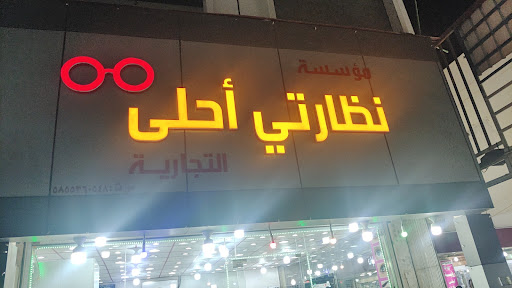 مؤسسة
نظارتي أحلى
التجارية